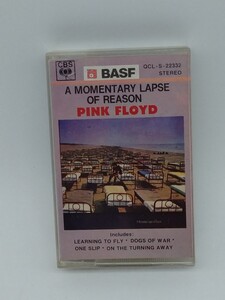 CBS
BASF
QCL-S-22332
STEREO
A MOMENTARY LAPSE
OF REASON
PINK FLOYD
Includes:
LEARNING TO FLY * DOGS OF WAR *
ONE SLIP * ON THE TURNING AWAY